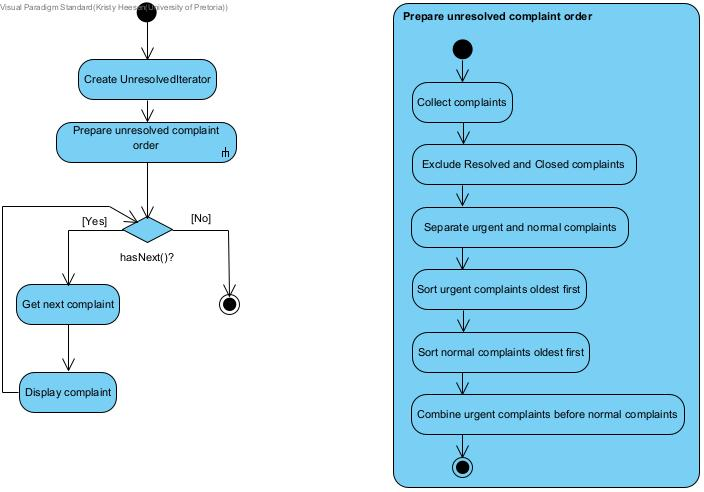 Visual Paradigm Standard(Kristy Heesen(University of Pretoria))
Create UnresolvedIterator
Prepare unresolved complaint
order
[Yes]
[No]
hasNext()?
Get next complaint
Display complaint
Prepare unresolved complaint order
Collect complaints
Exclude Resolved and Closed complaints
Separate urgent and normal complaints
Sort urgent complaints oldest first
Sort normal complaints oldest first
Combine urgent complaints before normal complaints